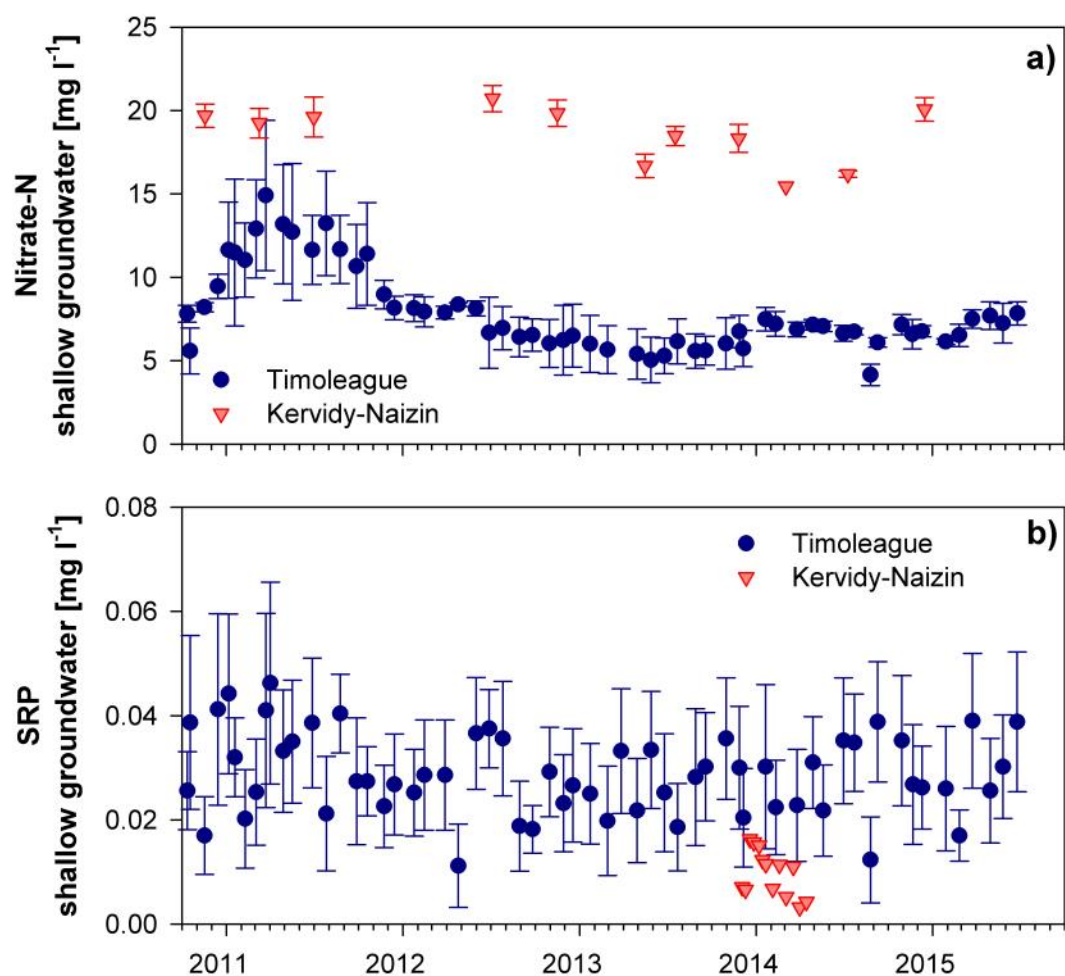 25
a)
20
15
10
5
0
Nitrate-N
shallow groundwater [mg l⁻¹]
Timoleague
Kervidy-Naizin
0.08
b)
Timoleague
Kervidy-Naizin
0.06
0.04
0.02
0.00
SRP
shallow groundwater [mg l⁻¹]
2011 2012 2013 2014 2015